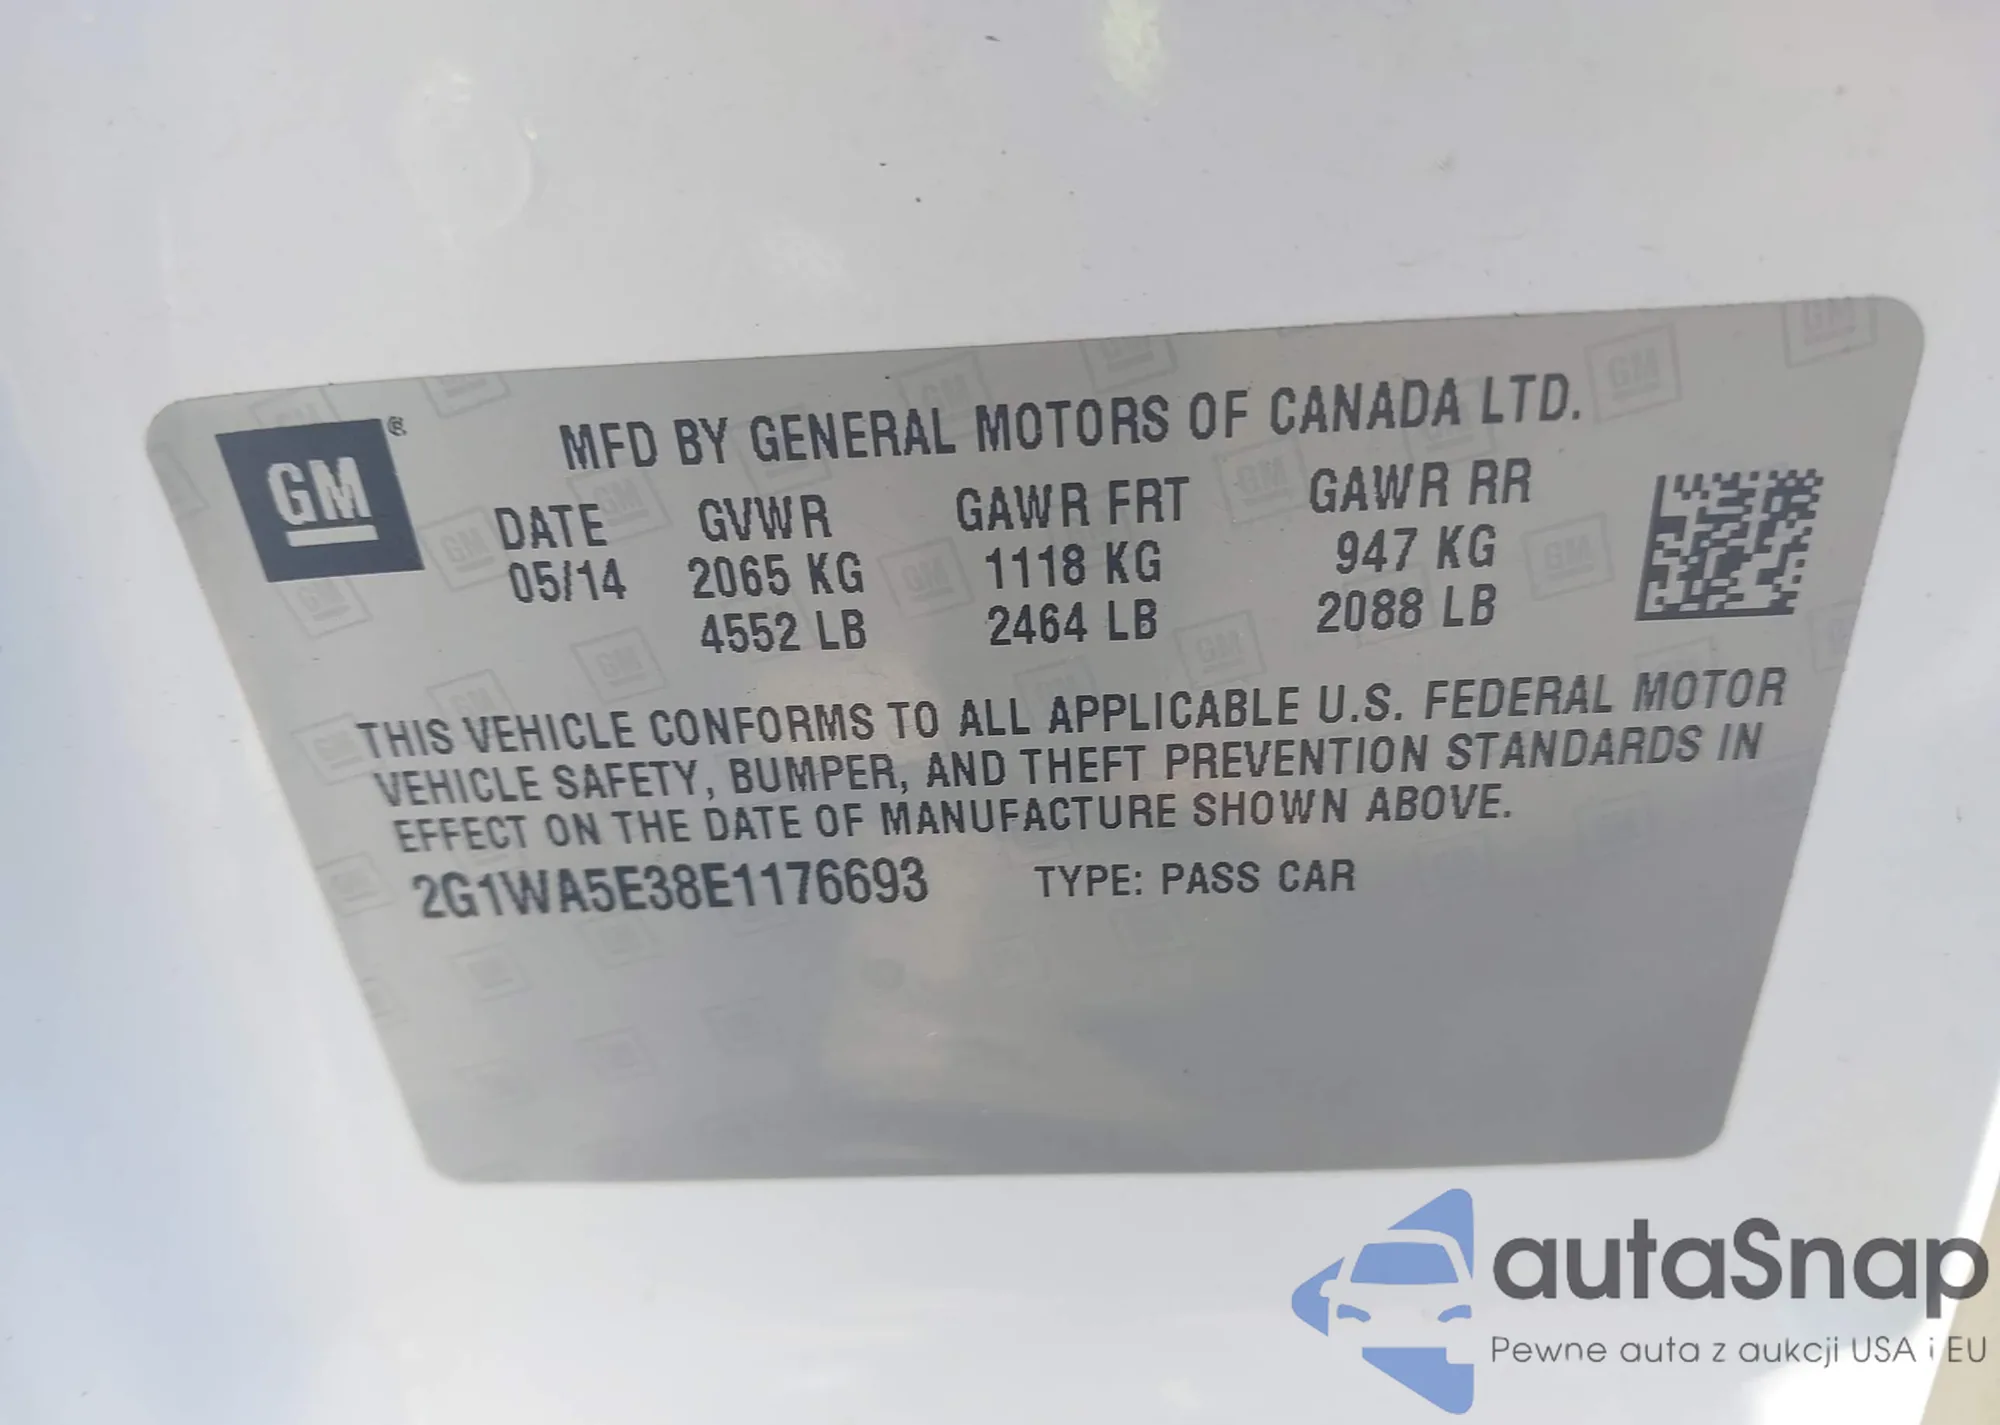 GM®
MFD BY GENERAL MOTORS OF CANADA LTD.
DATE GVWR GAWR FRT GAWR RR
05/14 2065 KG 1118 KG 947 KG
4552 LB 2464 LB 2088 LB
THIS VEHICLE CONFORMS TO ALL APPLICABLE U.S. FEDERAL MOTOR
VEHICLE SAFETY, BUMPER, AND THEFT PREVENTION STANDARDS IN
EFFECT ON THE DATE OF MANUFACTURE SHOWN ABOVE.
2G1WA5E38E1176693 TYPE: PASS CAR
autaSnap
Pewne auta z aukcji USA i EU